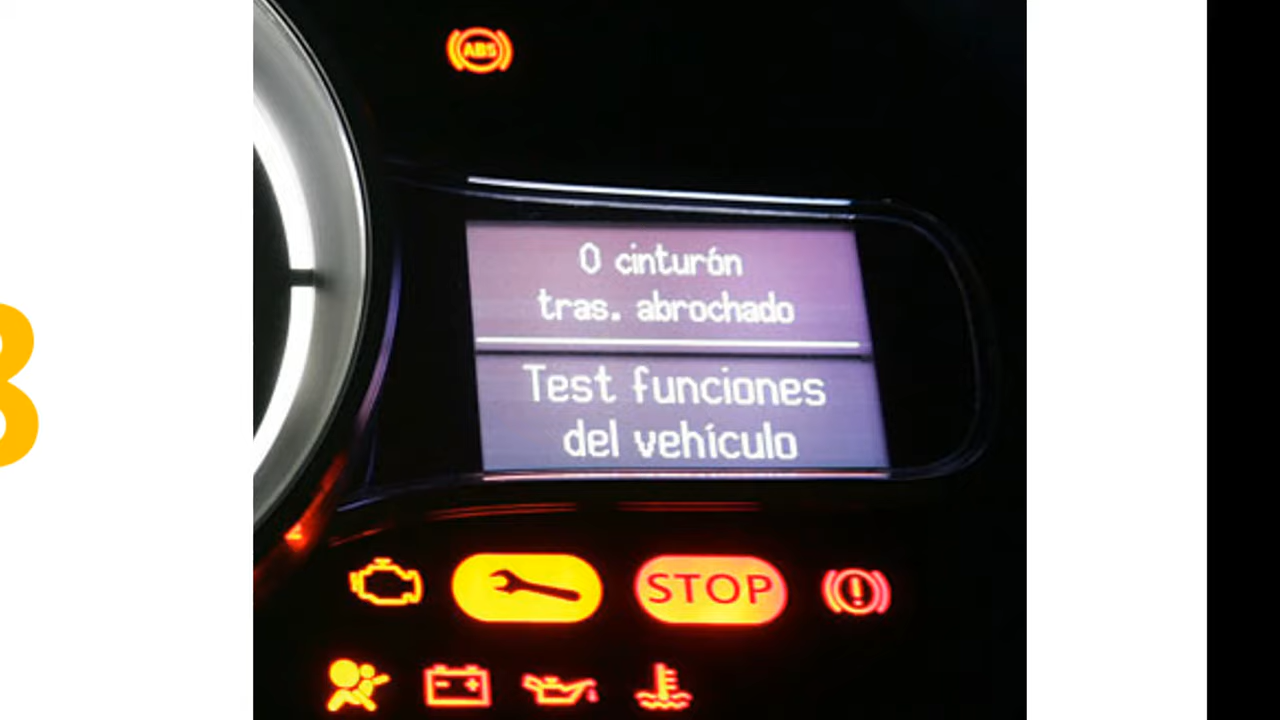 ABS
0 cinturón
tras. abrochado
Test funciones
del vehículo
STOP